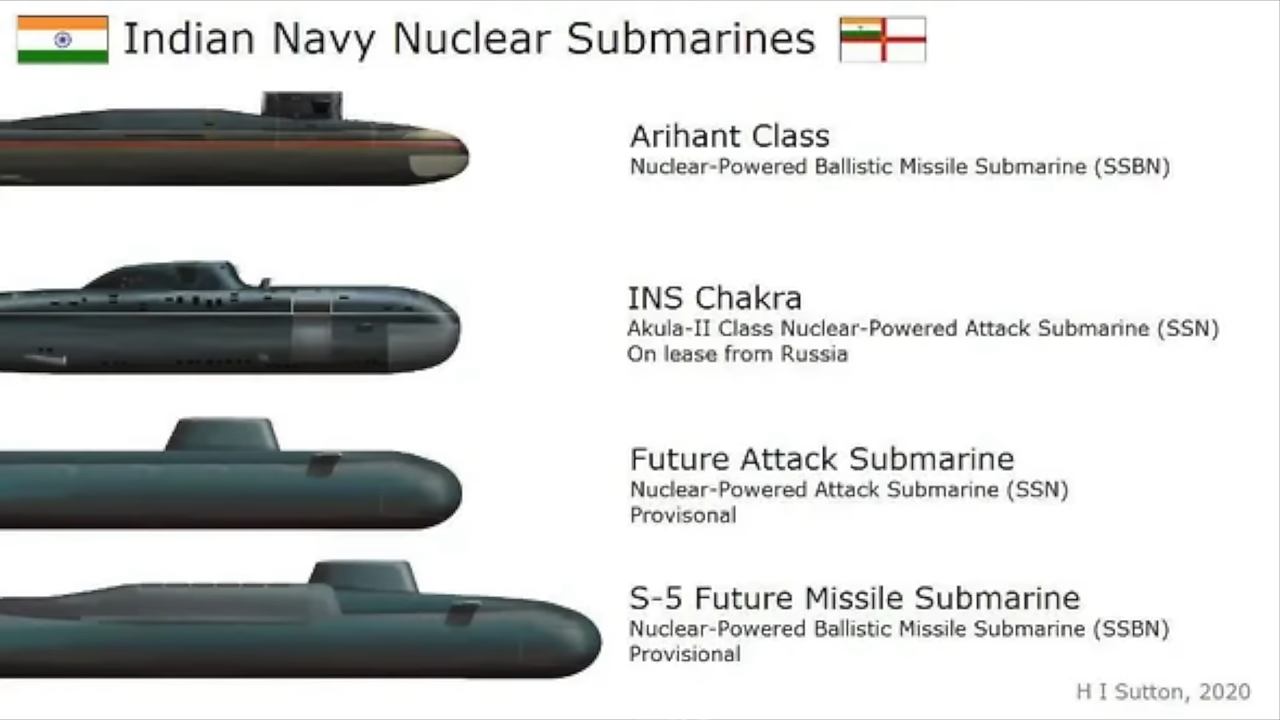 Indian Navy Nuclear Submarines
Arihant Class
Nuclear-Powered Ballistic Missile Submarine (SSBN)
INS Chakra
Akula-II Class Nuclear-Powered Attack Submarine (SSN)
On lease from Russia
Future Attack Submarine
Nuclear-Powered Attack Submarine (SSN)
Provisonal
S-5 Future Missile Submarine
Nuclear-Powered Ballistic Missile Submarine (SSBN)
Provisional
H I Sutton, 2020